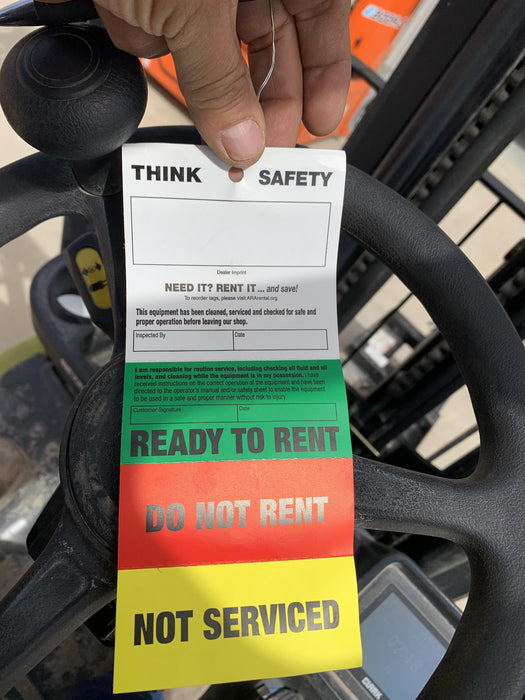 THINK SAFETY
Dealer Imprint
NEED IT? RENT IT... and save!
To reorder tags, please visit ARArental.org
This equipment has been cleaned, serviced and checked for safe and
proper operation before leaving our shop.
Inspected By Date
I am responsible for routine service, including checking all fluid and oil
levels, and cleaning while the equipment is in my possession. I have
received instructions on the correct operation of the equipment and have been
directed to the operator's manual and/or safety sheet to enable the equipment
to be used in a safe and proper manner without risk to injury.
Customer Signature Date
READY TO RENT
DO NOT RENT
NOT SERVICED